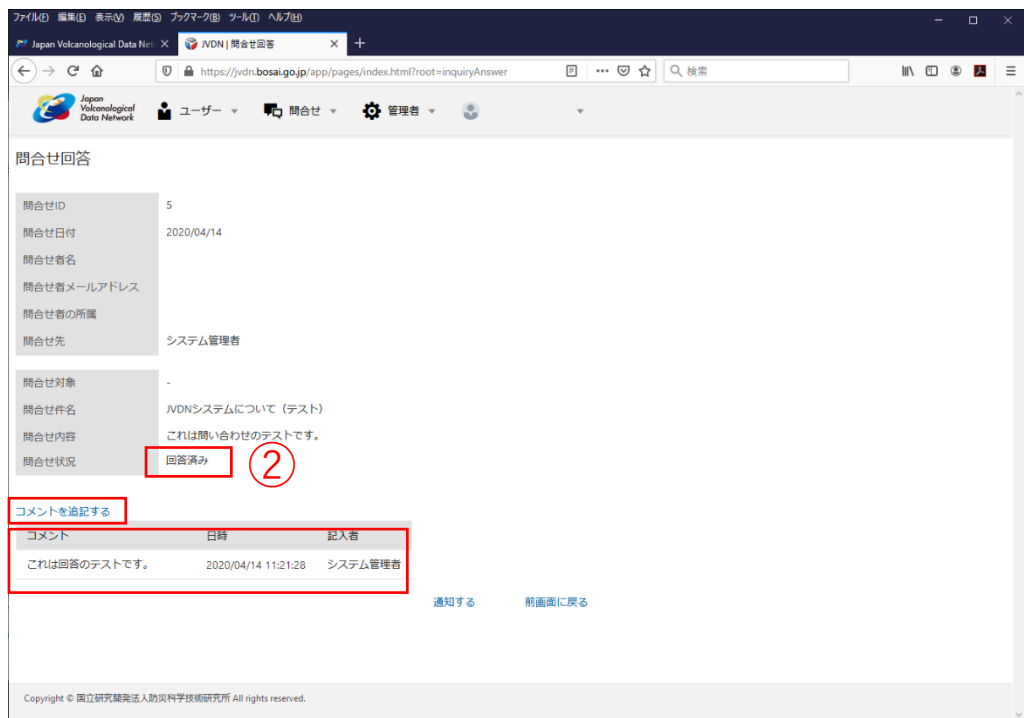 ファイル(F) 編集(E) 表示(V) 履歴(S) ブックマーク(B) ツール(T) ヘルプ(H)
Japan Volcanological Data Net
JVDN | 問合せ回答
https://jvdn.bosai.go.jp/app/pages/index.html?root=inquiryAnswer
検索
Japan
Volcanological
Data Network
ユーザー 問合せ 管理者
問合せ回答
問合せID 5
問合せ日付 2020/04/14
問合せ者名
問合せ者メールアドレス
問合せ者の所属
問合せ先 システム管理者
問合せ対象 -
問合せ件名 JVDNシステムについて（テスト）
問合せ内容 これは問い合わせのテストです。
問合せ状況 回答済み ②
コメントを追記する
コメント 日時 記入者
これは回答のテストです。 2020/04/14 11:21:28 システム管理者
通知する 前画面に戻る
Copyright © 国立研究開発法人防災科学技術研究所 All rights reserved.